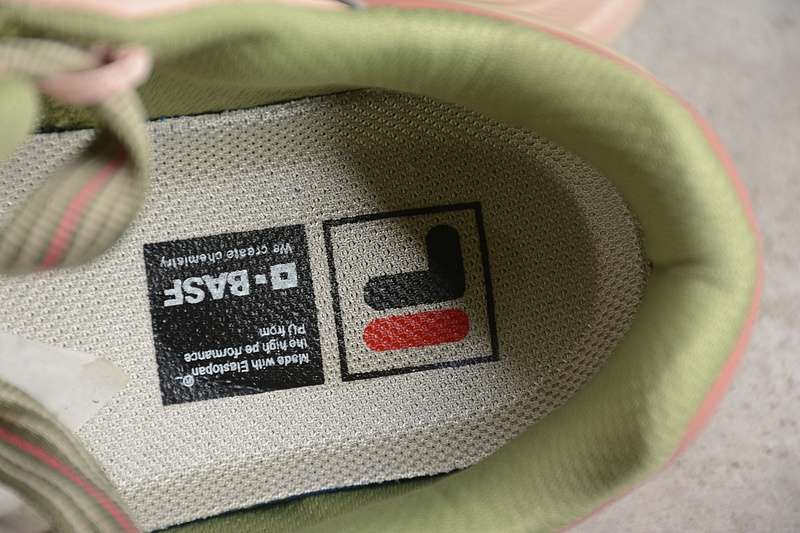 Made with Elastopan®
the high pe rformance
PU from
BASF
We create chemistry